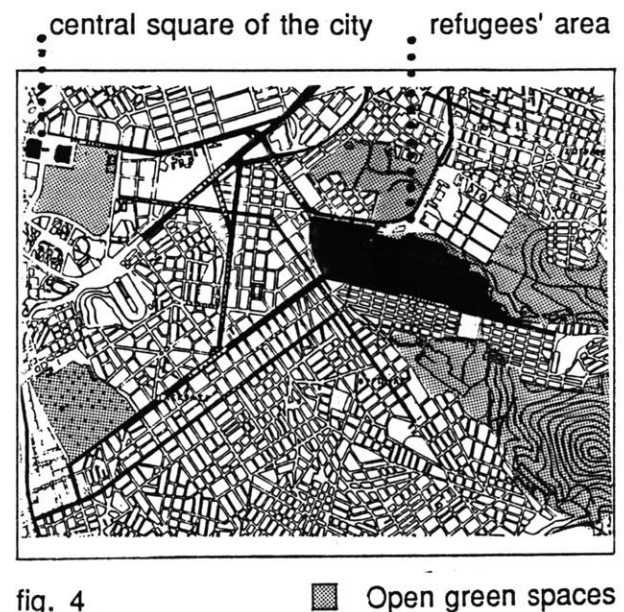 central square of the city
refugees' area
fig. 4
Open green spaces